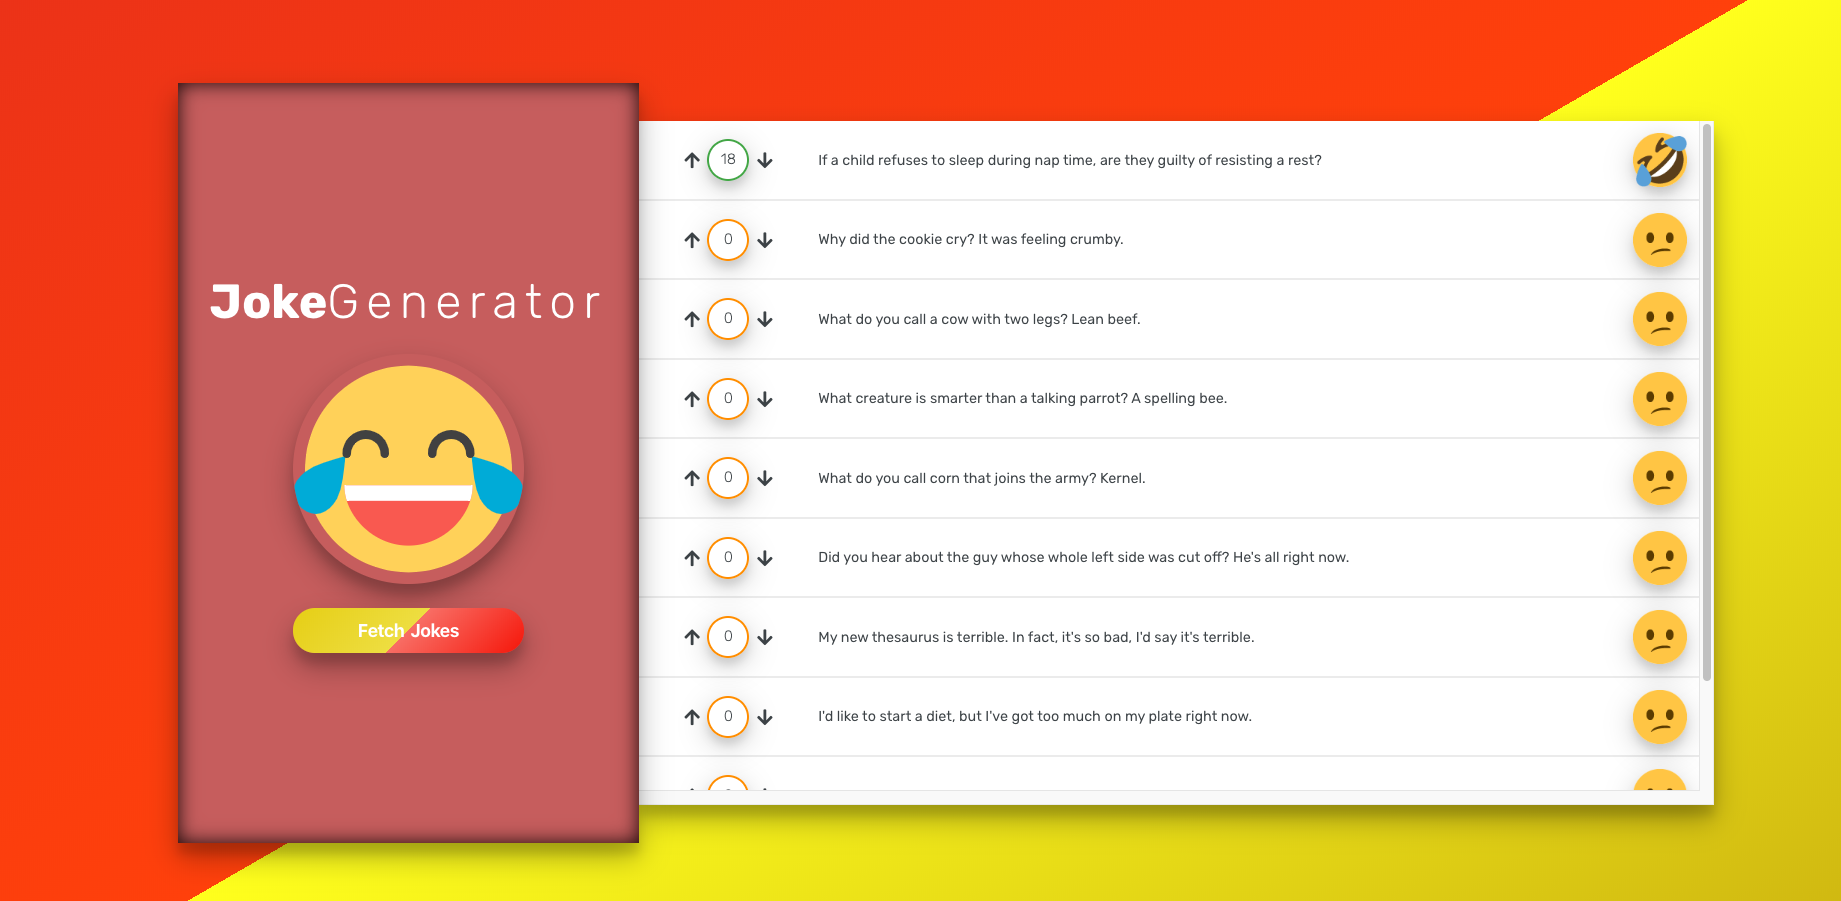 JokeGenerator
Fetch Jokes
18 If a child refuses to sleep during nap time, are they guilty of resisting a rest?
0 Why did the cookie cry? It was feeling crumby.
0 What do you call a cow with two legs? Lean beef.
0 What creature is smarter than a talking parrot? A spelling bee.
0 What do you call corn that joins the army? Kernel.
0 Did you hear about the guy whose whole left side was cut off? He's all right now.
0 My new thesaurus is terrible. In fact, it's so bad, I'd say it's terrible.
0 I'd like to start a diet, but I've got too much on my plate right now.